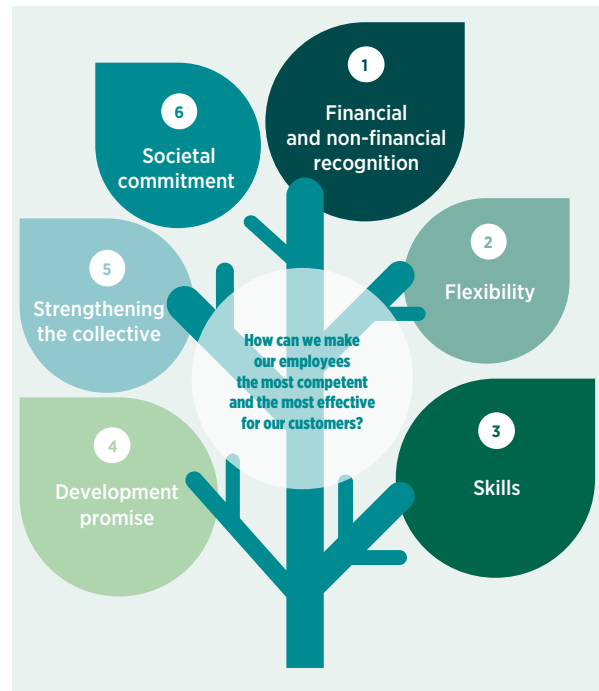 1
Financial
and non-financial
recognition
2
Flexibility
3
Skills
4
Development
promise
5
Strengthening
the collective
6
Societal
commitment
How can we make
our employees
the most competent
and the most effective
for our customers?